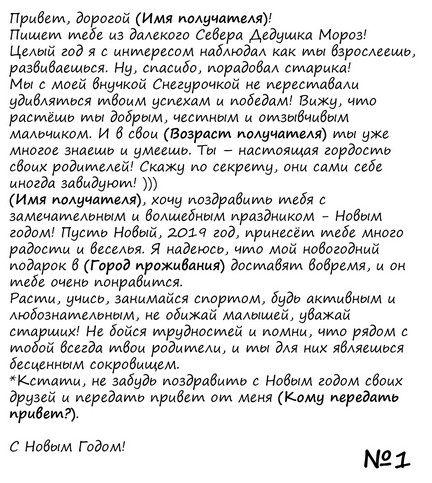 Привет, дорогой (Имя получателя)!
Пишет тебе из далекого Севера Дедушка Мороз!
Целый год я с интересом наблюдал как ты взрослеешь,
развиваешься. Ну, спасибо, порадовал старика!
Мы с моей внучкой Снегурочкой не переставали
удивляться твоим успехам и победам! Вижу, что
растёшь ты добрым, честным и отзывчивым
мальчиком. И в свои (Возраст получателя) ты уже
многое знаешь и умеешь. Ты – настоящая гордость
своих родителей! Скажу по секрету, они сами себе
иногда завидуют! )))
(Имя получателя), хочу поздравить тебя с
замечательным и волшебным праздником - Новым
годом! Пусть Новый, 2019 год, принесёт тебе много
радости и веселья. Я надеюсь, что мой новогодний
подарок в (Город проживания) доставят вовремя, и он
тебе очень понравится.
Расти, учись, занимайся спортом, будь активным и
любознательным, не обижай малышей, уважай
старших! Не бойся трудностей и помни, что рядом с
тобой всегда твои родители, и ты для них являешься
бесценным сокровищем.
*Кстати, не забудь поздравить с Новым годом своих
друзей и передать привет от меня (Кому передать
привет?).
С Новым Годом!
№1